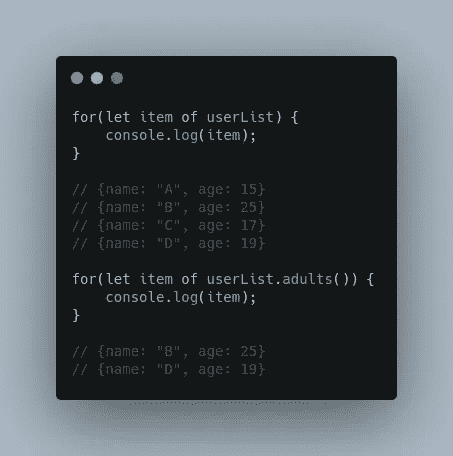 for(let item of userList) {
    console.log(item);
}
// {name: "A", age: 15}
// {name: "B", age: 25}
// {name: "C", age: 17}
// {name: "D", age: 19}
for(let item of userList.adults()) {
    console.log(item);
}
// {name: "B", age: 25}
// {name: "D", age: 19}